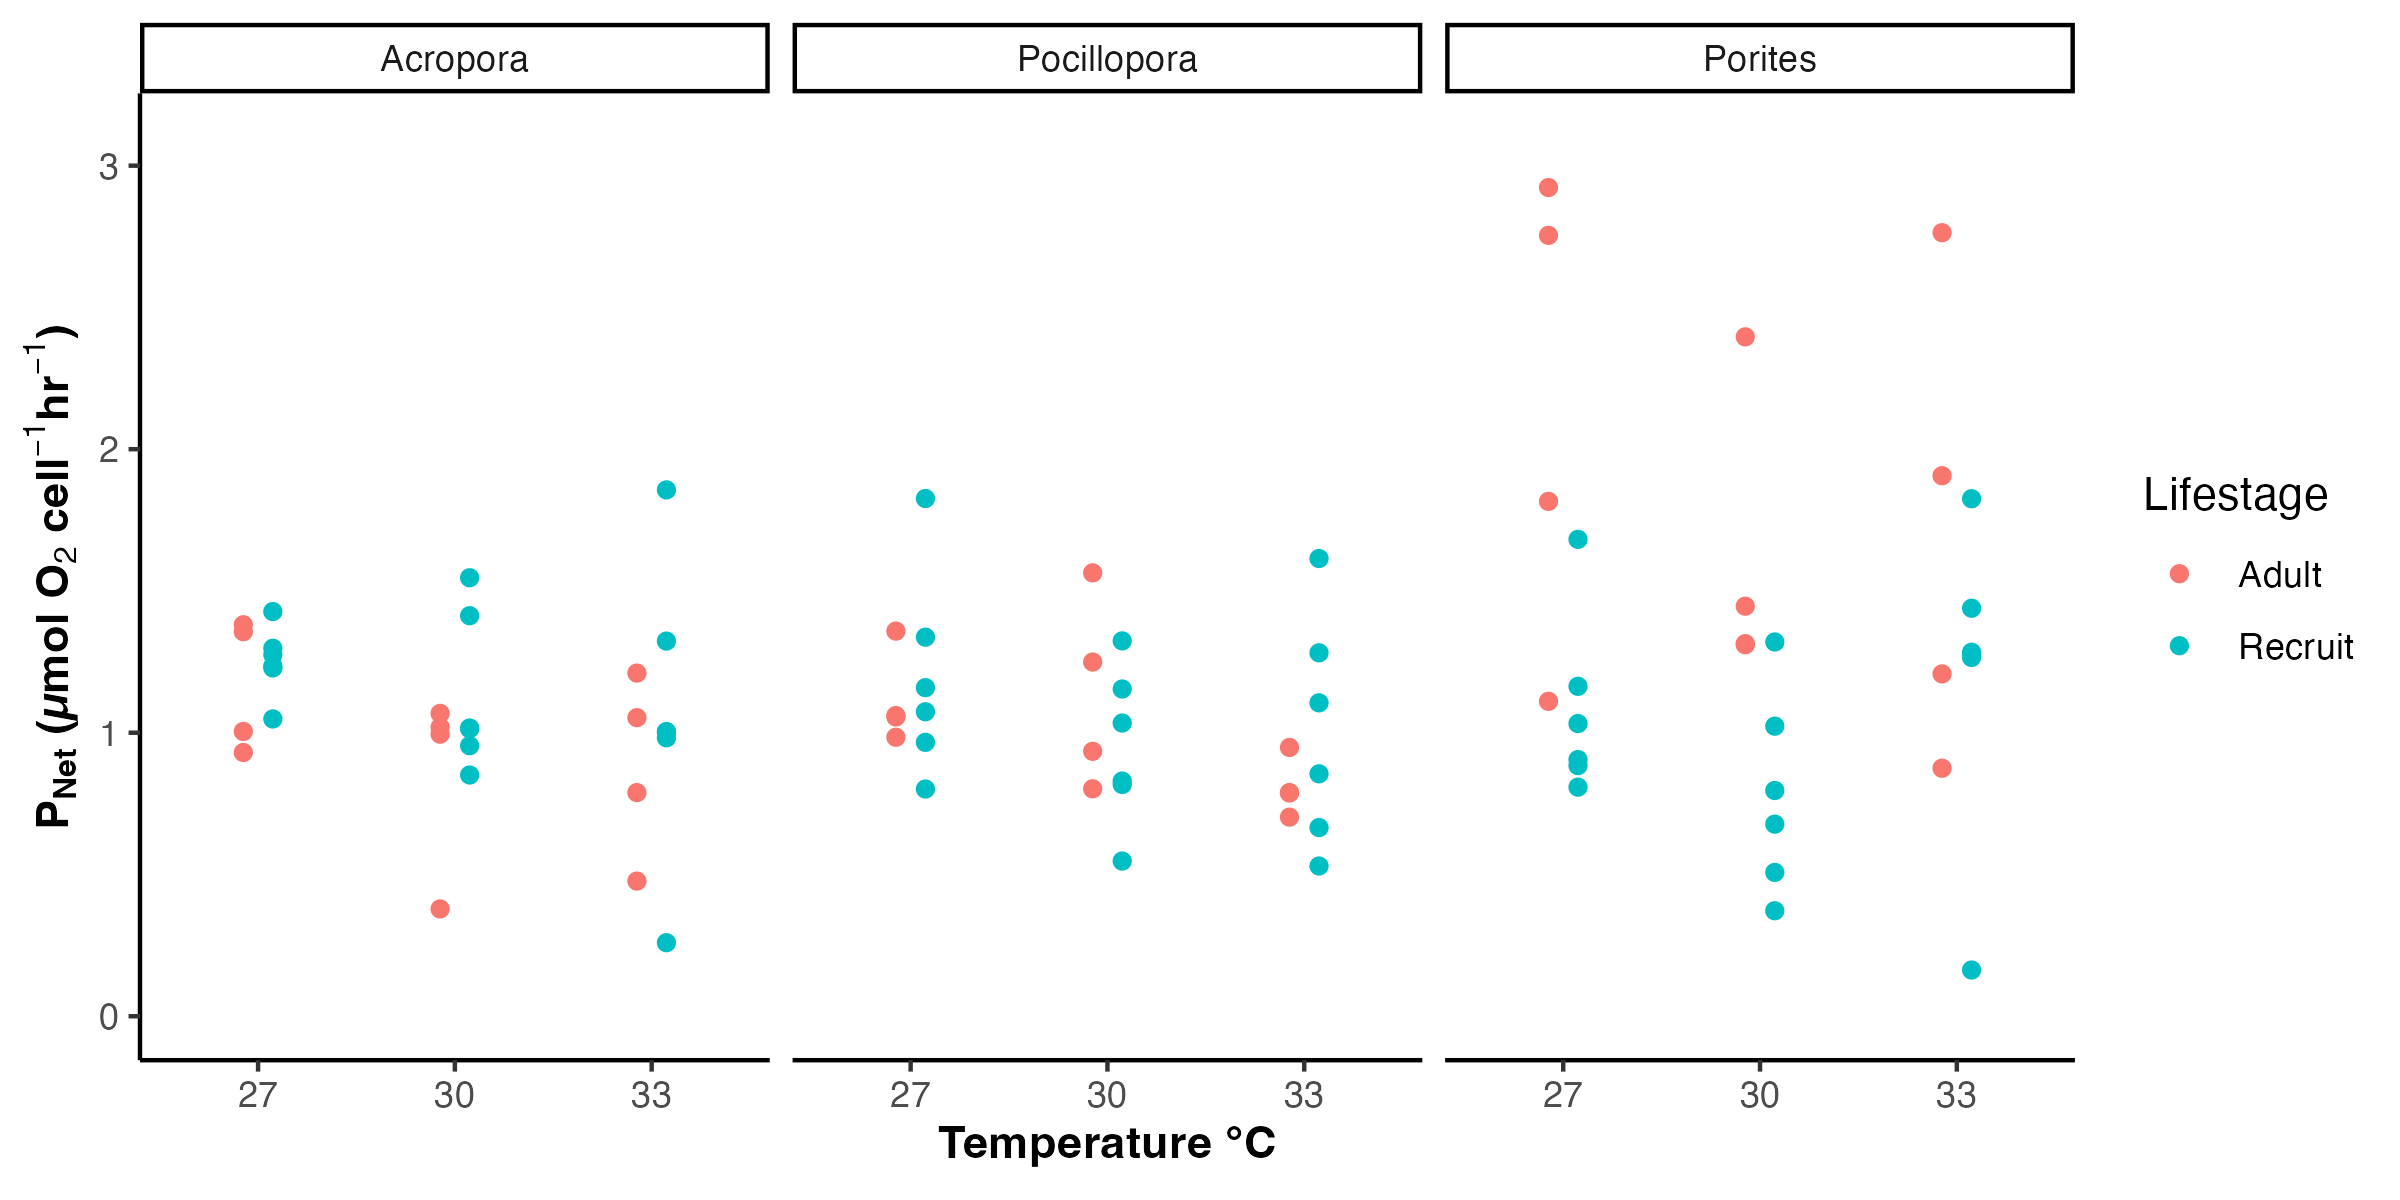 Acropora Pocillopora Porites
3
2
1
0
P_Net (μmol O₂ cell⁻¹hr⁻¹)
27 30 33 27 30 33 27 30 33
Temperature °C
Lifestage
Adult
Recruit